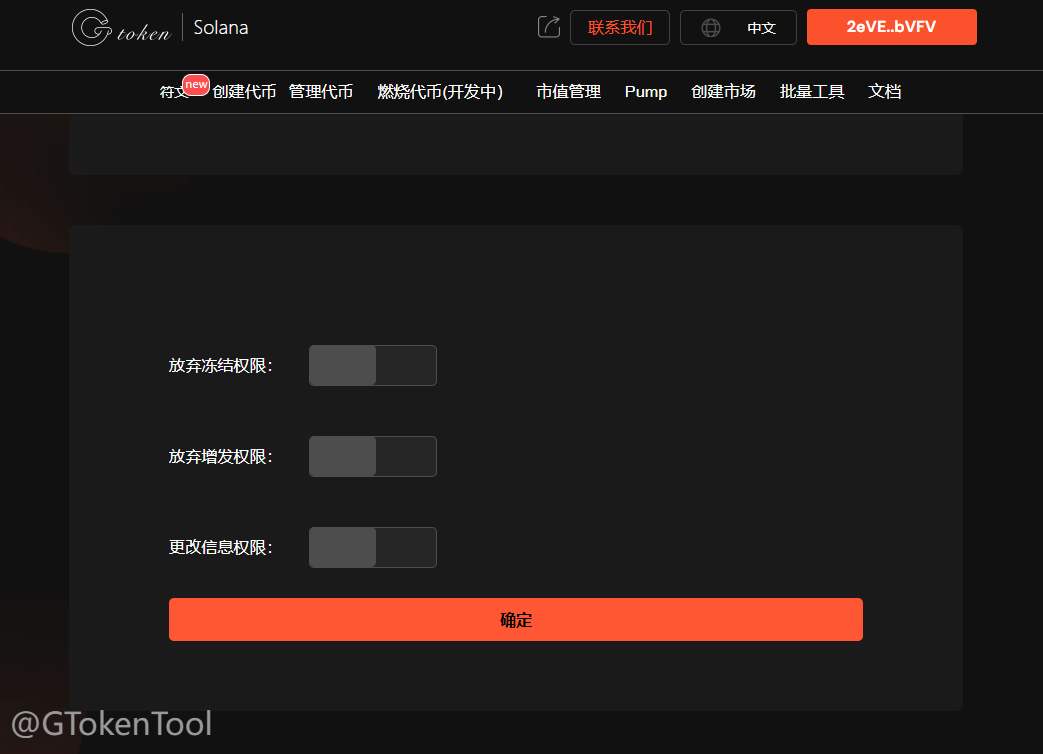 Gtoken Solana 联系我们 中文 2eVE..bVFV
符文 new 创建代币 管理代币 燃烧代币(开发中) 市值管理 Pump 创建市场 批量工具 文档
放弃冻结权限：
放弃增发权限：
更改信息权限：
确定
@GTokenTool